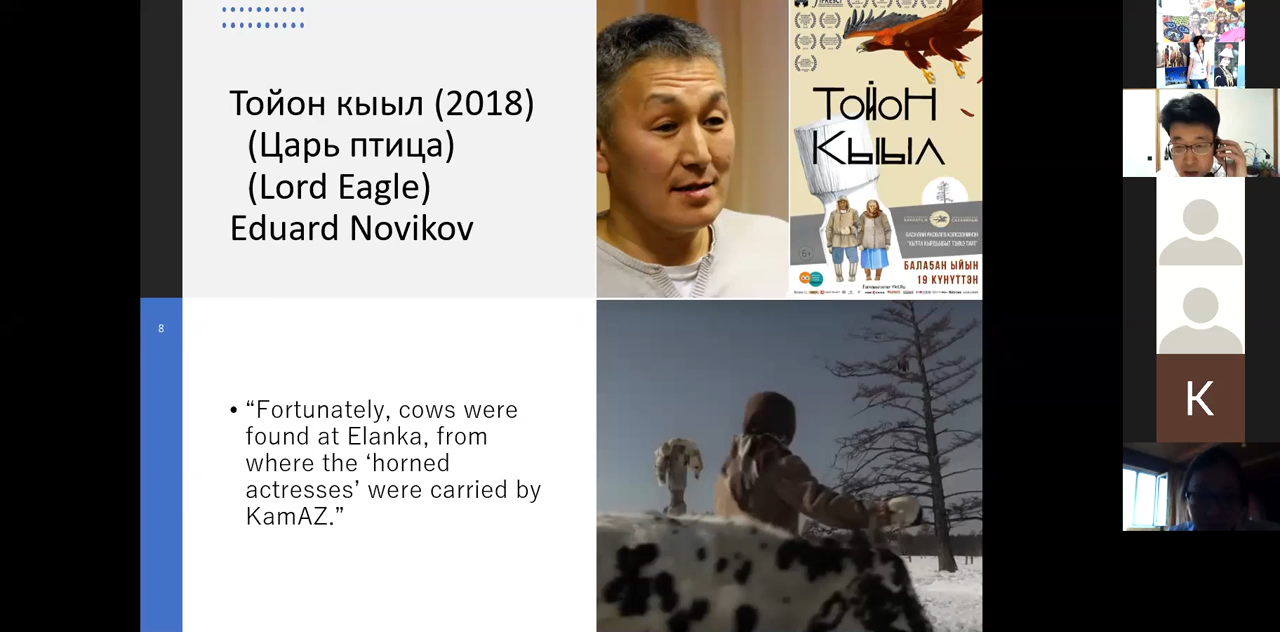 Тойон кыыл (2018)
(Царь птица)
(Lord Eagle)
Eduard Novikov
ТойоН
КЫЫЛ
6+
БАЛАҔАН ЫЙЫН
19 КҮНҮТТЭН
8
• “Fortunately, cows were
found at Elanka, from
where the ‘horned
actresses’ were carried by
KamAZ.”
K